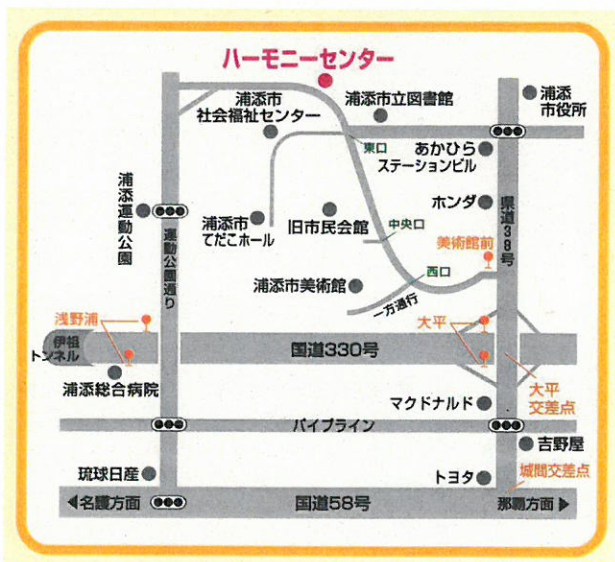 ハーモニーセンター
浦添市
社会福祉センター
浦添市立図書館
浦添
市役所
東口
あかひら
ステーションビル
浦添運動公園
運動公園通り
浦添市
てだこホール
旧市民会館
中央口
ホンダ
県道38号
美術館前
浦添市美術館
西口
一方通行
浅野浦
大平
伊祖
トンネル
国道330号
浦添総合病院
マクドナルド
大平
交差点
パイプライン
吉野屋
琉球日産
トヨタ
城間交差点
◀名護方面
国道58号
那覇方面▶